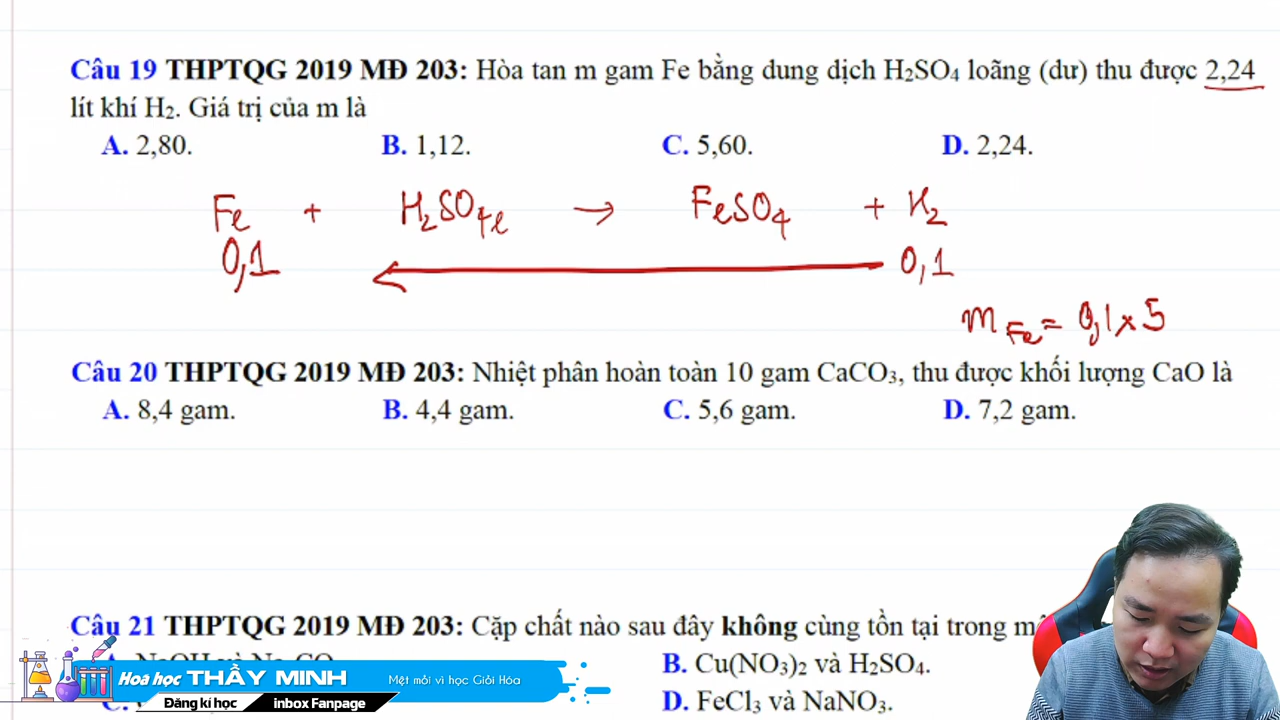 Câu 19 THPTQG 2019 MĐ 203: Hòa tan m gam Fe bằng dung dịch H₂SO₄ loãng (dư) thu được 2,24
lít khí H₂. Giá trị của m là
A. 2,80. B. 1,12. C. 5,60. D. 2,24.
Fe + H₂SO₄ₑ → FeSO₄ + H₂
0,1 0,1
m Fe = 0,1 x 5
Câu 20 THPTQG 2019 MĐ 203: Nhiệt phân hoàn toàn 10 gam CaCO₃, thu được khối lượng CaO là
A. 8,4 gam. B. 4,4 gam. C. 5,6 gam. D. 7,2 gam.
Câu 21 THPTQG 2019 MĐ 203: Cặp chất nào sau đây không cùng tồn tại trong
B. Cu(NO₃)₂ và H₂SO₄.
D. FeCl₃ và NaNO₃.
Hoá học THẦY MINH Mệt mỏi vì học Giỏi Hóa
Đăng kí học inbox Fanpage